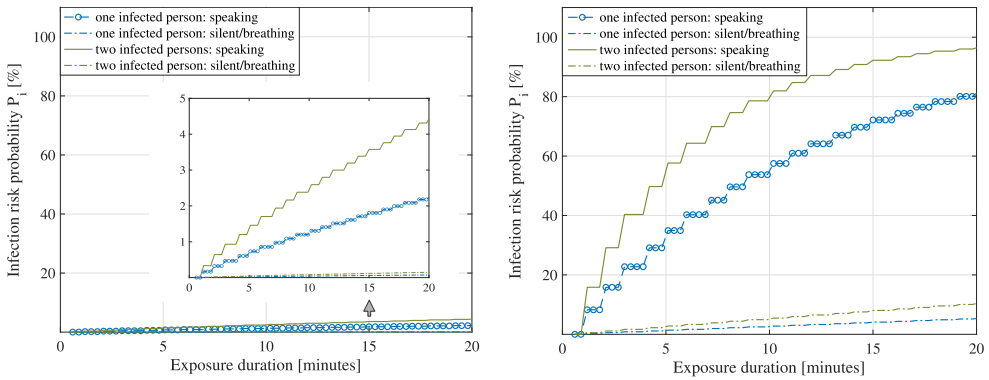 one infected person: speaking
one infected person: silent/breathing
two infected persons: speaking
two infected person: silent/breathing
Infection risk probability P_i [%]
100
80
60
40
20
5
4
3
2
1
0
5
10
15
20
0
5
10
15
20
Exposure duration [minutes]
one infected person: speaking
one infected person: silent/breathing
two infected persons: speaking
two infected person: silent/breathing
Infection risk probability P_i [%]
100
80
60
40
20
0
5
10
15
20
Exposure duration [minutes]